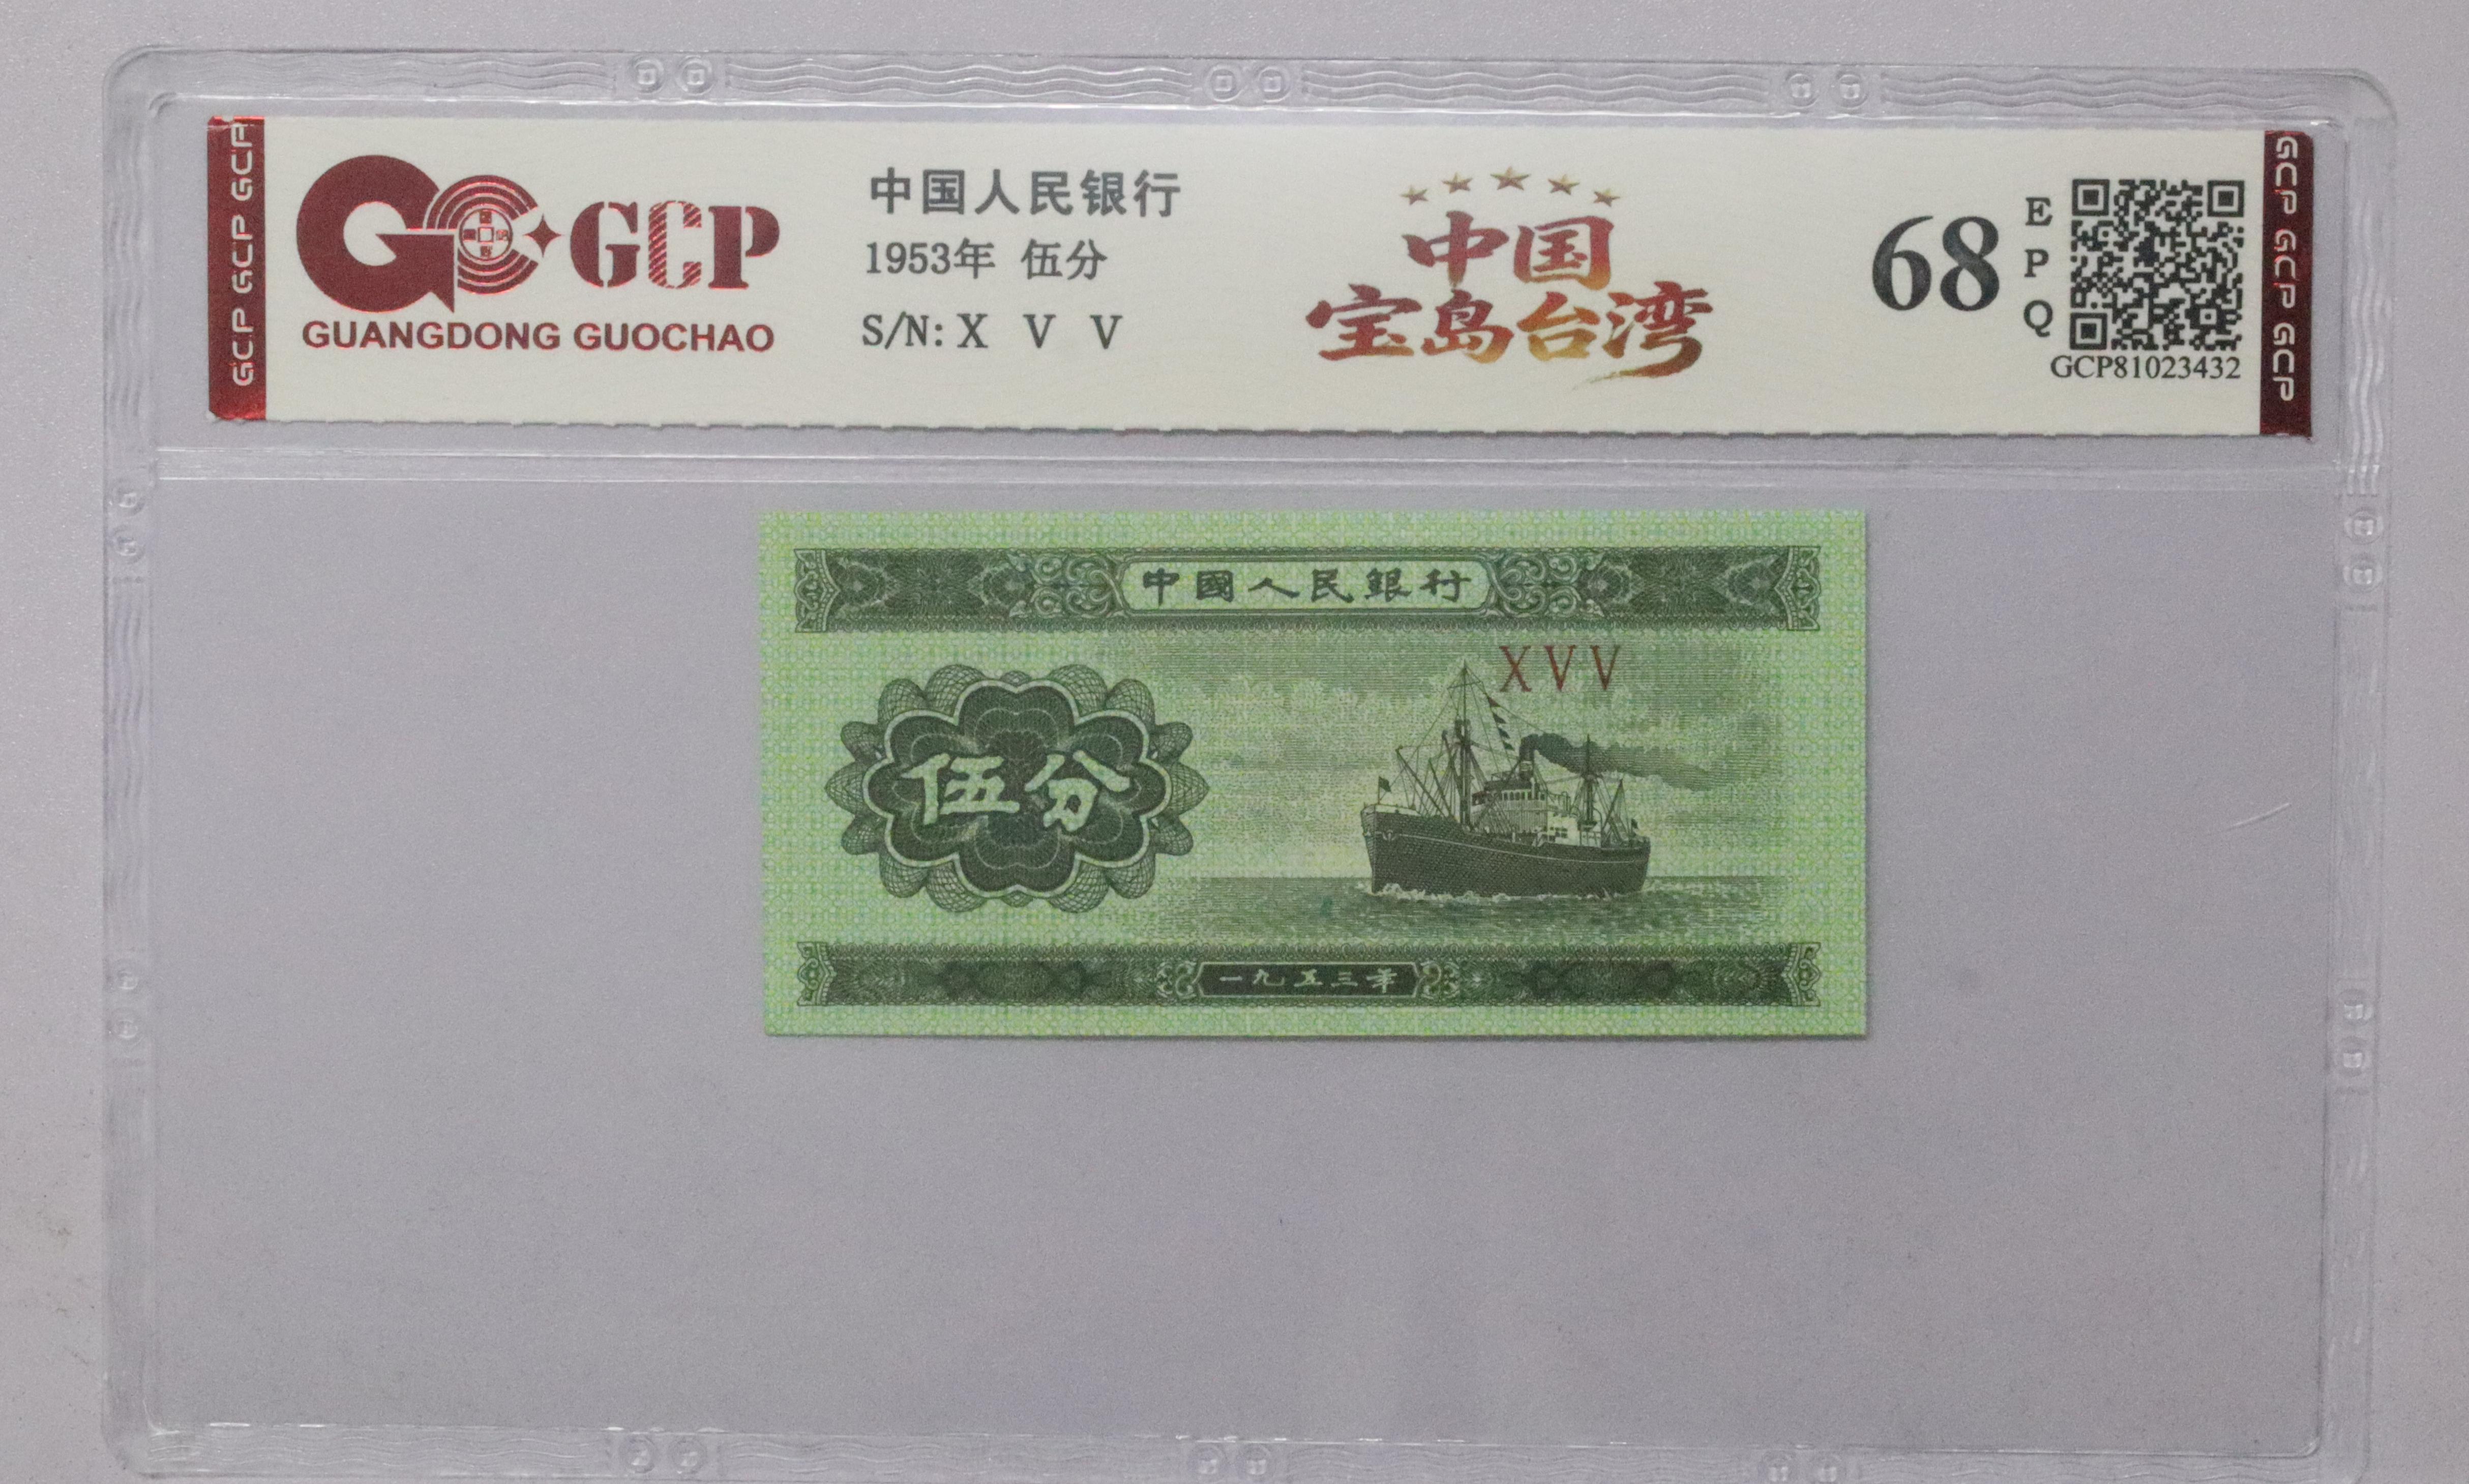 GCP GCP GCP
GCP
GUANGDONG GUOCHAO
中国人民银行
1953年 伍分
S/N: X V V
中国
宝岛台湾
68
E
P
Q
GCP81023432
GCP GCP GCP
中國人民銀行
XVV
伍分
一九五三年